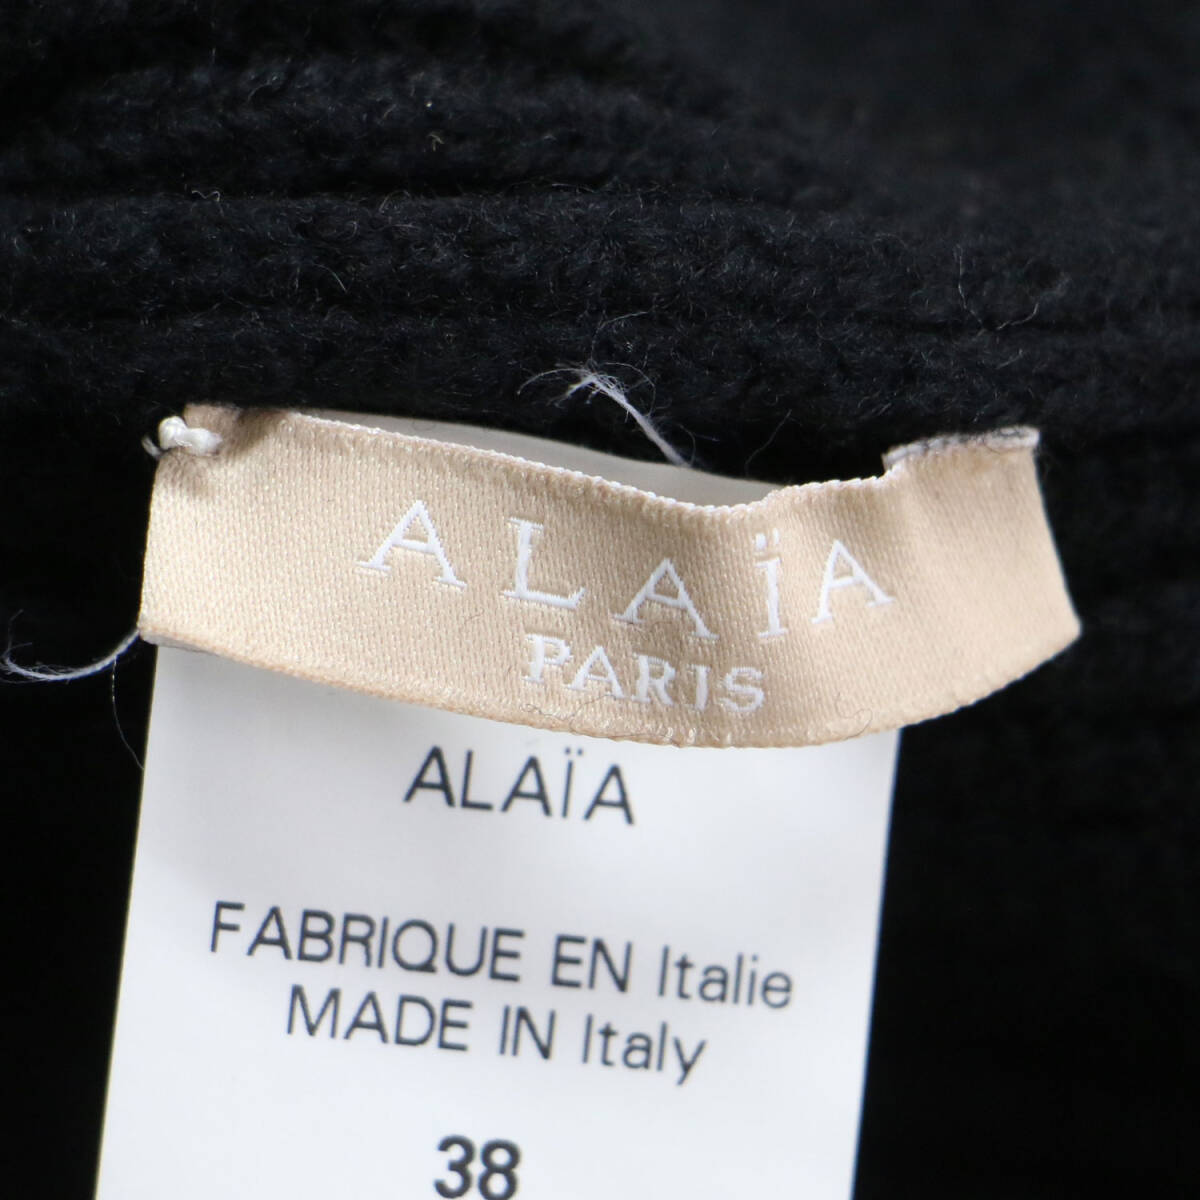 ALAÏA
PARIS
ALAÏA
FABRIQUE EN Italie
MADE IN Italy
38